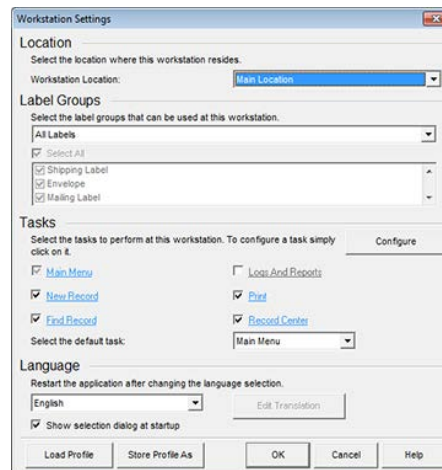 Workstation Settings
Location
Select the location where this workstation resides.
Workstation Location: Main Location
Label Groups
Select the label groups that can be used at this workstation.
All Labels
Select All
Shipping Label
Envelope
Mailing Label
Tasks
Select the tasks to perform at this workstation. To configure a task simply
click on it.
Configure
Main Menu Logs And Reports
New Record Print
Find Record Record Center
Select the default task: Main Menu
Language
Restart the application after changing the language selection.
English Edit Translation
Show selection dialog at startup
Load Profile Store Profile As OK Cancel Help